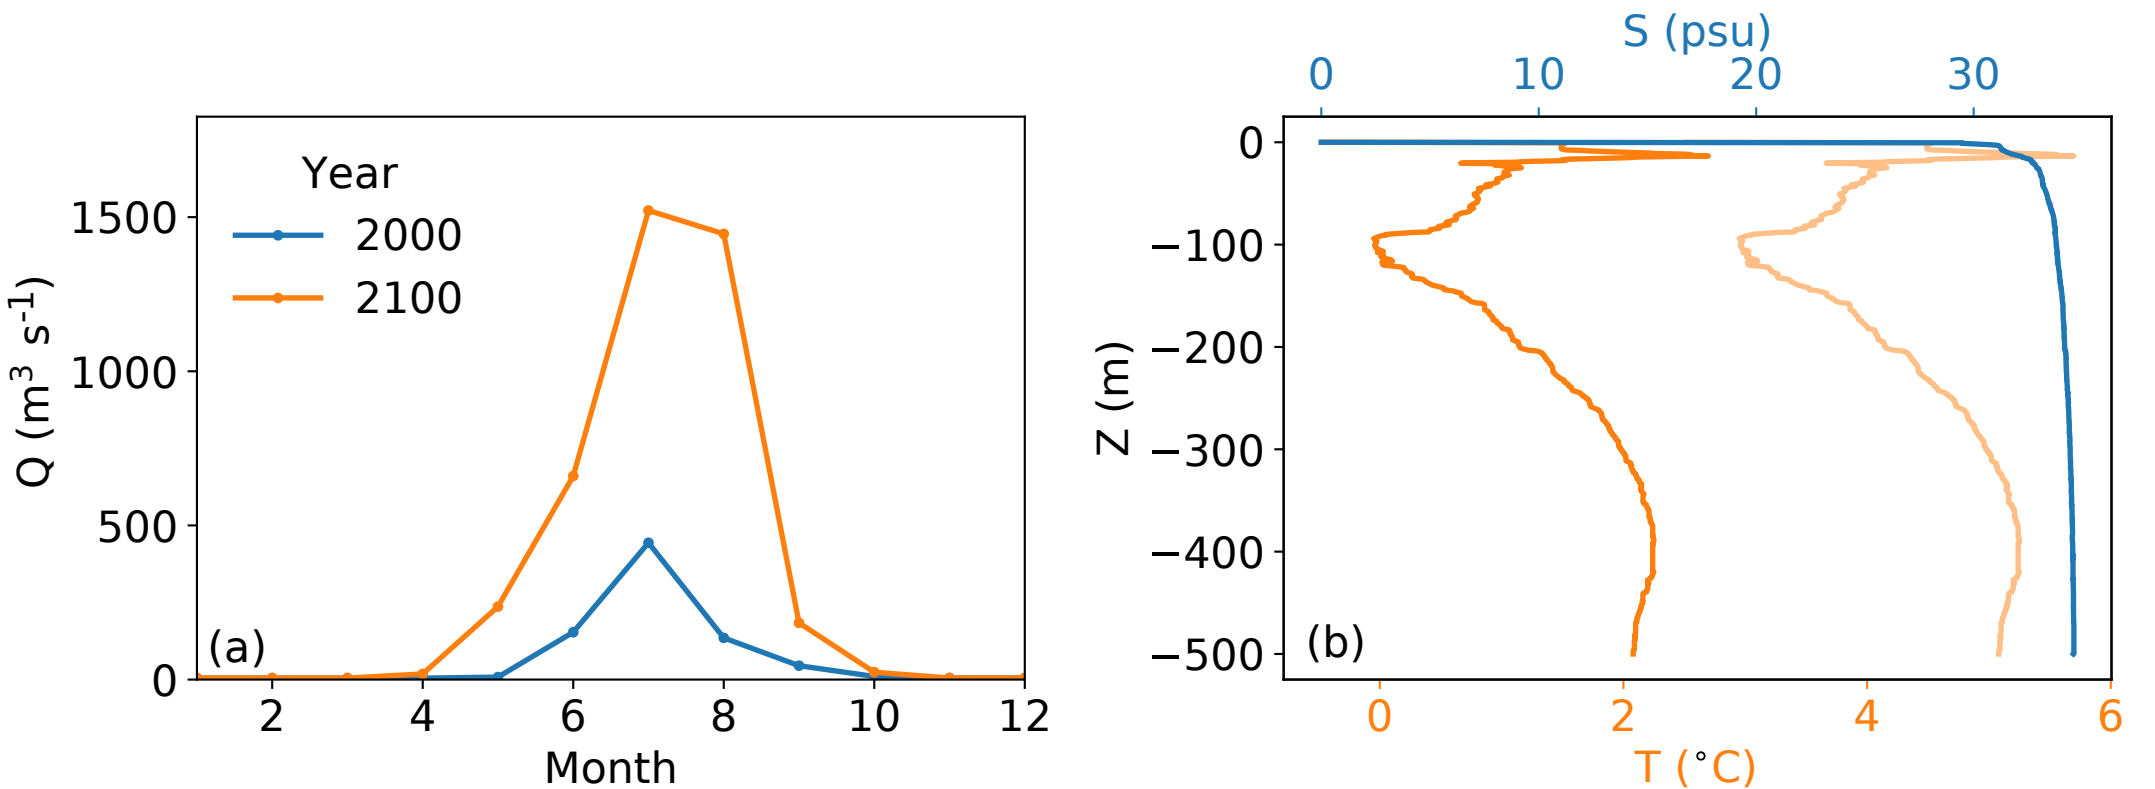 Year
2000
2100
Q (m³ s⁻¹)
1500
1000
500
0
(a)
2 4 6 8 10 12
Month
S (psu)
0 10 20 30
Z (m)
0
−100
−200
−300
−400
−500
(b)
0 2 4 6
T (°C)